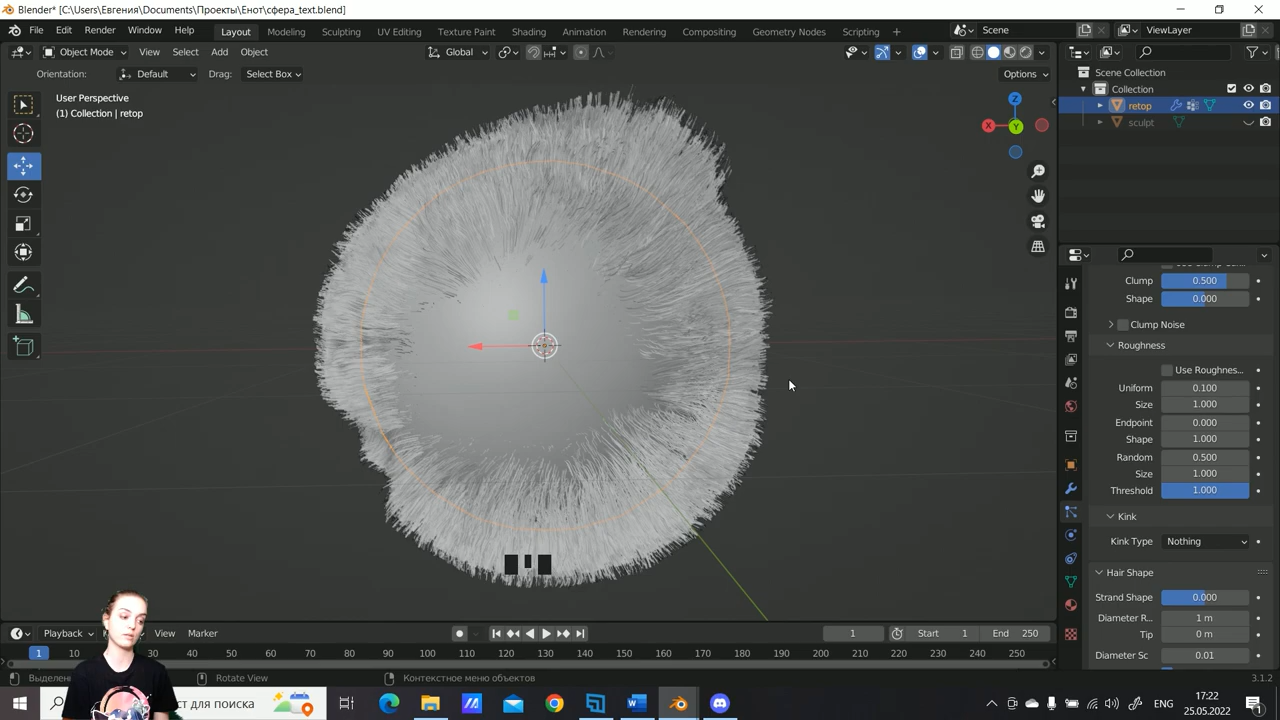 Blender* [C:\Users\Евгения\Documents\Проекты\Енот\сфера_text.blend]
File Edit Render Window Help Layout Modeling Sculpting UV Editing Texture Paint Shading Animation Rendering Compositing Geometry Nodes Scripting Scene ViewLayer
Object Mode View Select Add Object Global
Orientation: Default Drag: Select Box Options
Scene Collection
Collection
retop
sculpt
User Perspective
(1) Collection | retop
Z
X
Y
Clump 0.500
Shape 0.000
Clump Noise
Roughness
Use Roughnes...
Uniform 0.100
Size 1.000
Endpoint 0.000
Shape 1.000
Random 0.500
Size 1.000
Threshold 1.000
Kink
Kink Type Nothing
Hair Shape
Strand Shape 0.000
Diameter R... 1 m
Tip 0 m
Diameter Sc 0.01
Playback View Marker 1 Start 1 End 250
1 10 70 80 90 100 110 120 130 140 150 160 170 180 190 200 210 220 230 240 250
Выделен Rotate View Контекстное меню объектов 3.1.2
ст для поиска
ENG
17:22
25.05.2022
1